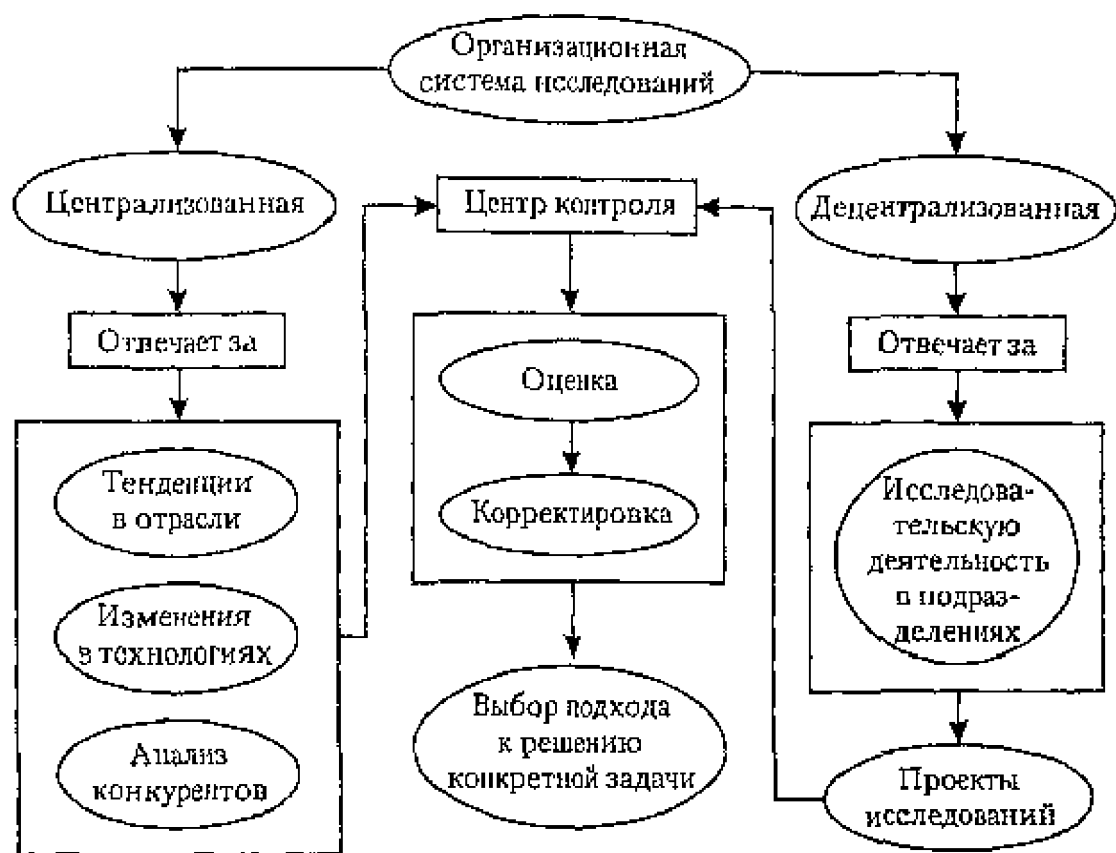 Организационная
система исследований
Централизованная
Центр контроля
Децентрализованная
Отвечает за
Оценка
Отвечает за
Тенденции
в отрасли
Корректировка
Исследова-
тельскую
деятельность
в подраз-
делениях
Изменения
в технологиях
Выбор подхода
к решению
конкретной задачи
Анализ
конкурентов
Проекты
исследований